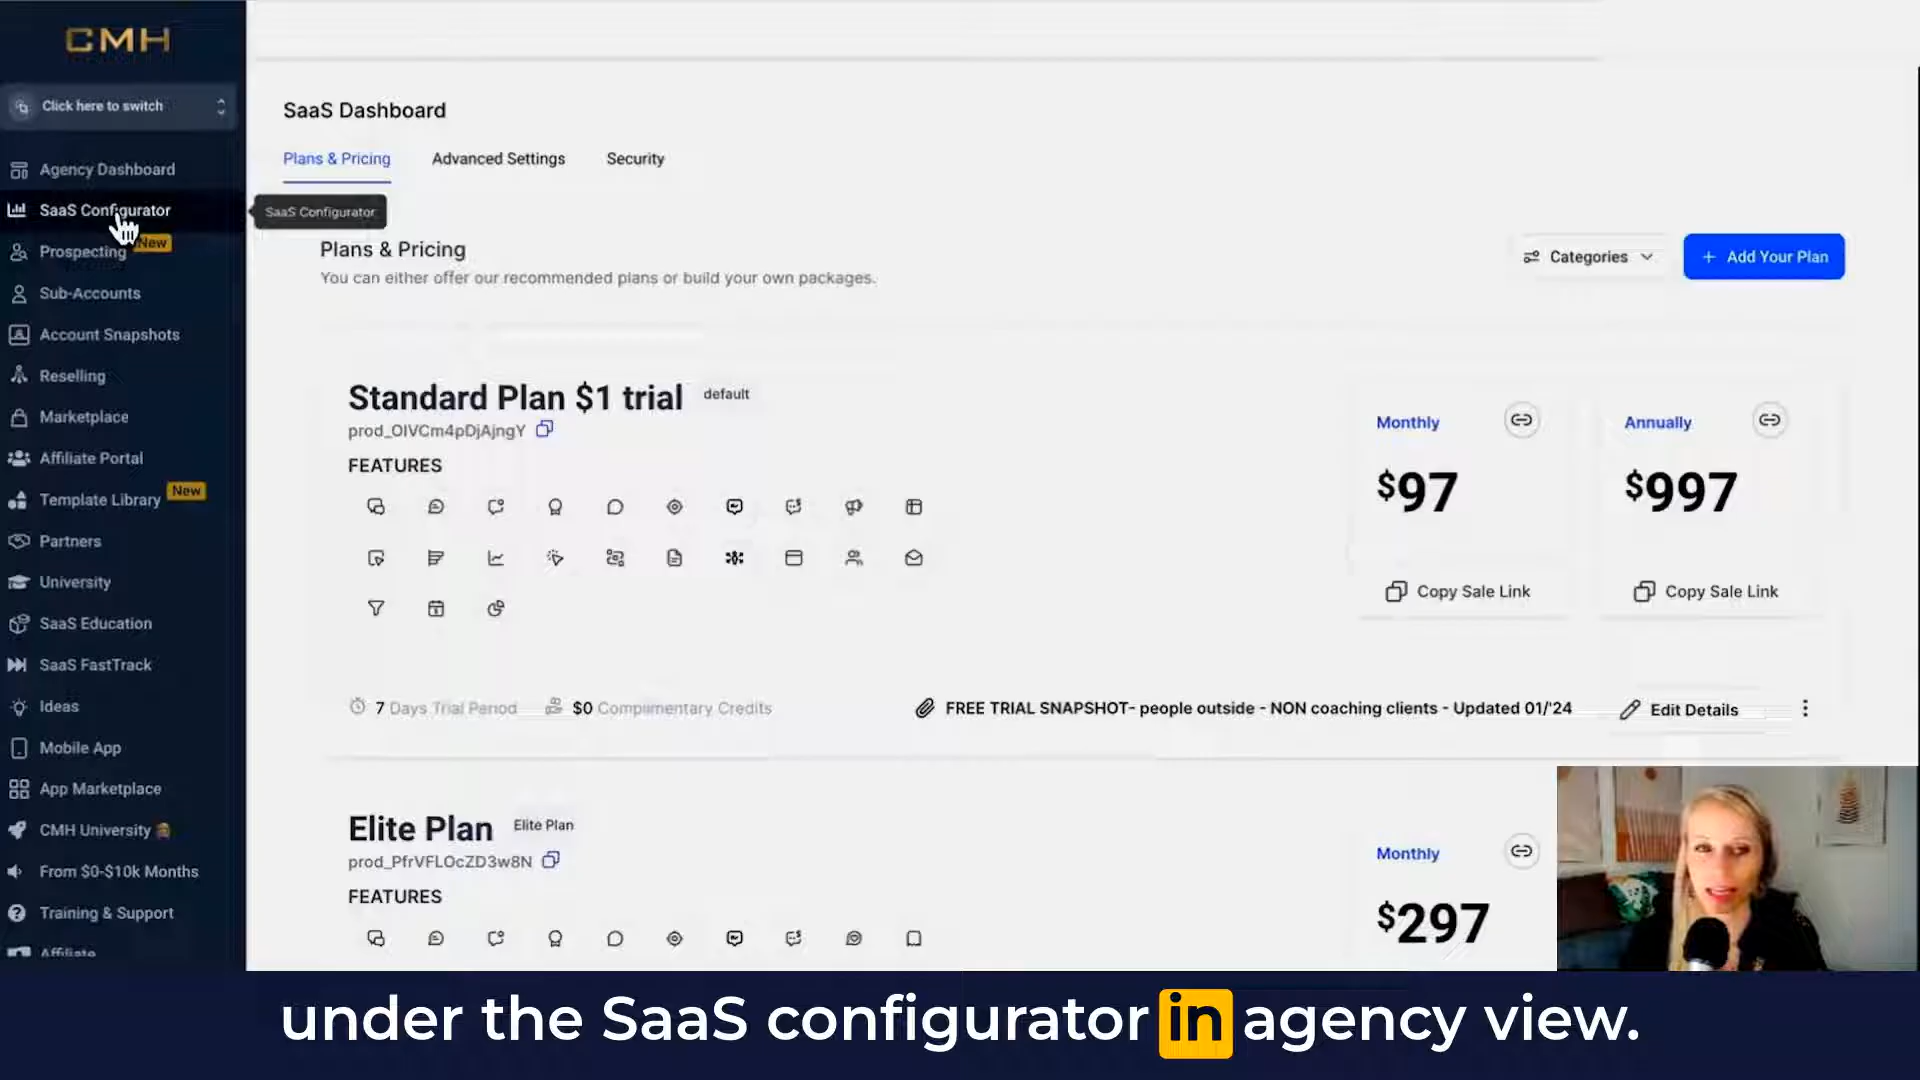 CMH
Click here to switch
Agency Dashboard
SaaS Configurator
Prospecting
New
Sub-Accounts
Account Snapshots
Reselling
Marketplace
Affiliate Portal
Template Library
New
Partners
University
SaaS Education
SaaS FastTrack
Ideas
Mobile App
App Marketplace
CMH University
From $0-$10k Months
Training & Support
Affiliate
SaaS Configurator
SaaS Dashboard
Plans & Pricing Advanced Settings Security
Plans & Pricing
You can either offer our recommended plans or build your own packages.
Categories
+ Add Your Plan
Standard Plan $1 trial default
prod_OIVCm4pDjAjngY
FEATURES
Monthly
$97
Copy Sale Link
Annually
$997
Copy Sale Link
7 Days Trial Period
$0 Complimentary Credits
FREE TRIAL SNAPSHOT- people outside - NON coaching clients - Updated 01/'24
Edit Details
Elite Plan Elite Plan
prod_PfrVFLOcZD3w8N
FEATURES
Monthly
$297
under the SaaS configurator in agency view.